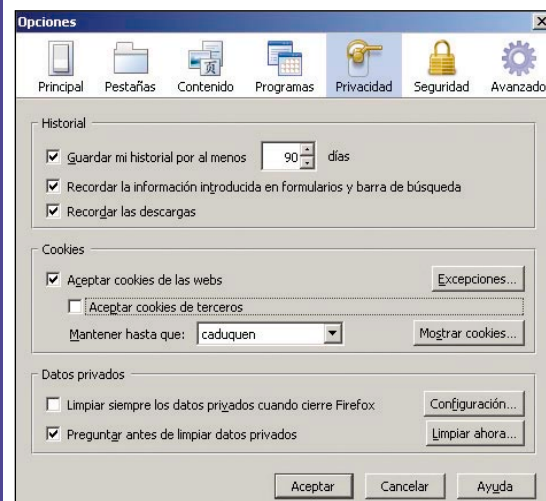 Opciones
Principal Pestañas Contenido Programas Privacidad Seguridad Avanzado
Historial
Guardar mi historial por al menos 90 días
Recordar la información introducida en formularios y barra de búsqueda
Recordar las descargas
Cookies
Aceptar cookies de las webs Excepciones...
Aceptar cookies de terceros
Mantener hasta que: caduquen Mostrar cookies...
Datos privados
Limpiar siempre los datos privados cuando cierre Firefox Configuración...
Preguntar antes de limpiar datos privados Limpiar ahora...
Aceptar Cancelar Ayuda